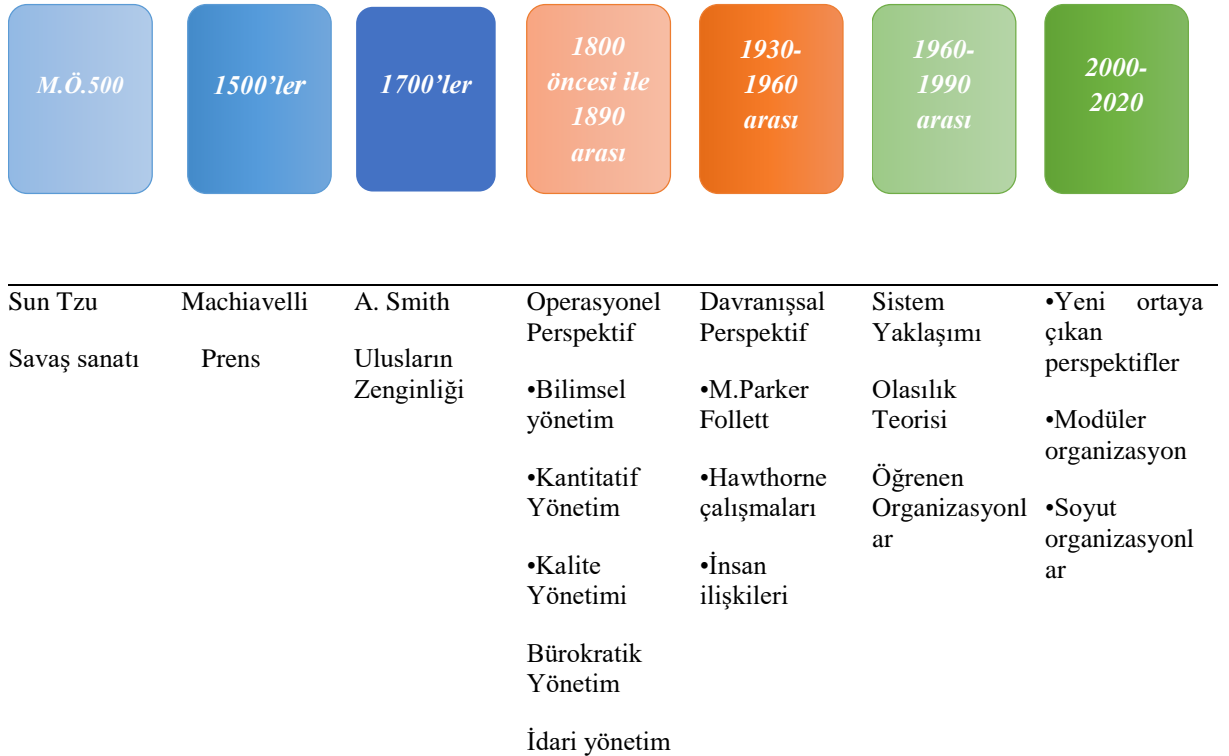 M.Ö.500
1500’ler
1700’ler
1800
öncesi ile
1890
arası
1930-
1960
arası
1960-
1990
arası
2000-
2020
Sun Tzu
Savaş sanatı
Machiavelli
Prens
A. Smith
Ulusların
Zenginliği
Operasyonel
Perspektif
•Bilimsel
yönetim
•Kantitatif
Yönetim
•Kalite
Yönetimi
Bürokratik
Yönetim
İdari yönetim
Davranışsal
Perspektif
•M.Parker
Follett
•Hawthorne
çalışmaları
•İnsan
ilişkileri
Sistem
Yaklaşımı
Olasılık
Teorisi
Öğrenen
Organizasyonl
ar
•Yeni ortaya
çıkan
perspektifler
•Modüler
organizasyon
•Soyut
organizasyonl
ar